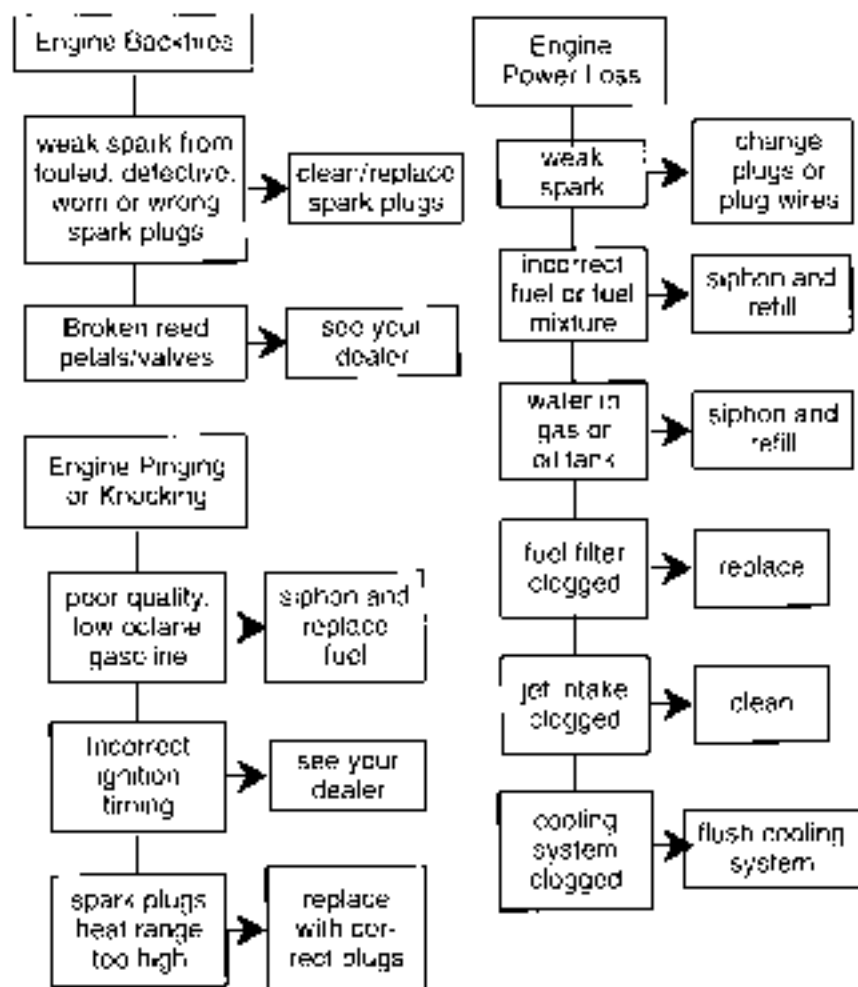 Engine Backfires
weak spark from
fouled, defective,
worn or wrong
spark plugs
clean/replace
spark plugs
Broken reed
petals/valves
see your
dealer
Engine Pinging
or Knocking
poor quality,
low octane
gasoline
siphon and
replace
fuel
Incorrect
ignition
timing
see your
dealer
spark plugs
heat range
too high
replace
with cor-
rect plugs
Engine
Power Loss
weak
spark
change
plugs or
plug wires
incorrect
fuel or fuel
mixture
siphon and
refill
water in
gas or
oil tank
siphon and
refill
fuel filter
clogged
replace
jet intake
clogged
clean
cooling
system
clogged
flush cooling
system